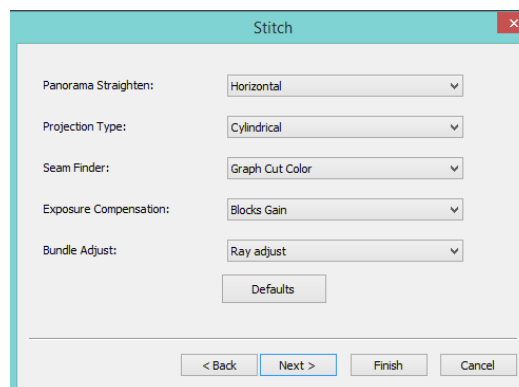 Stitch
Panorama Straighten: Horizontal
Projection Type: Cylindrical
Seam Finder: Graph Cut Color
Exposure Compensation: Blocks Gain
Bundle Adjust: Ray adjust
Defaults
< Back Next > Finish Cancel